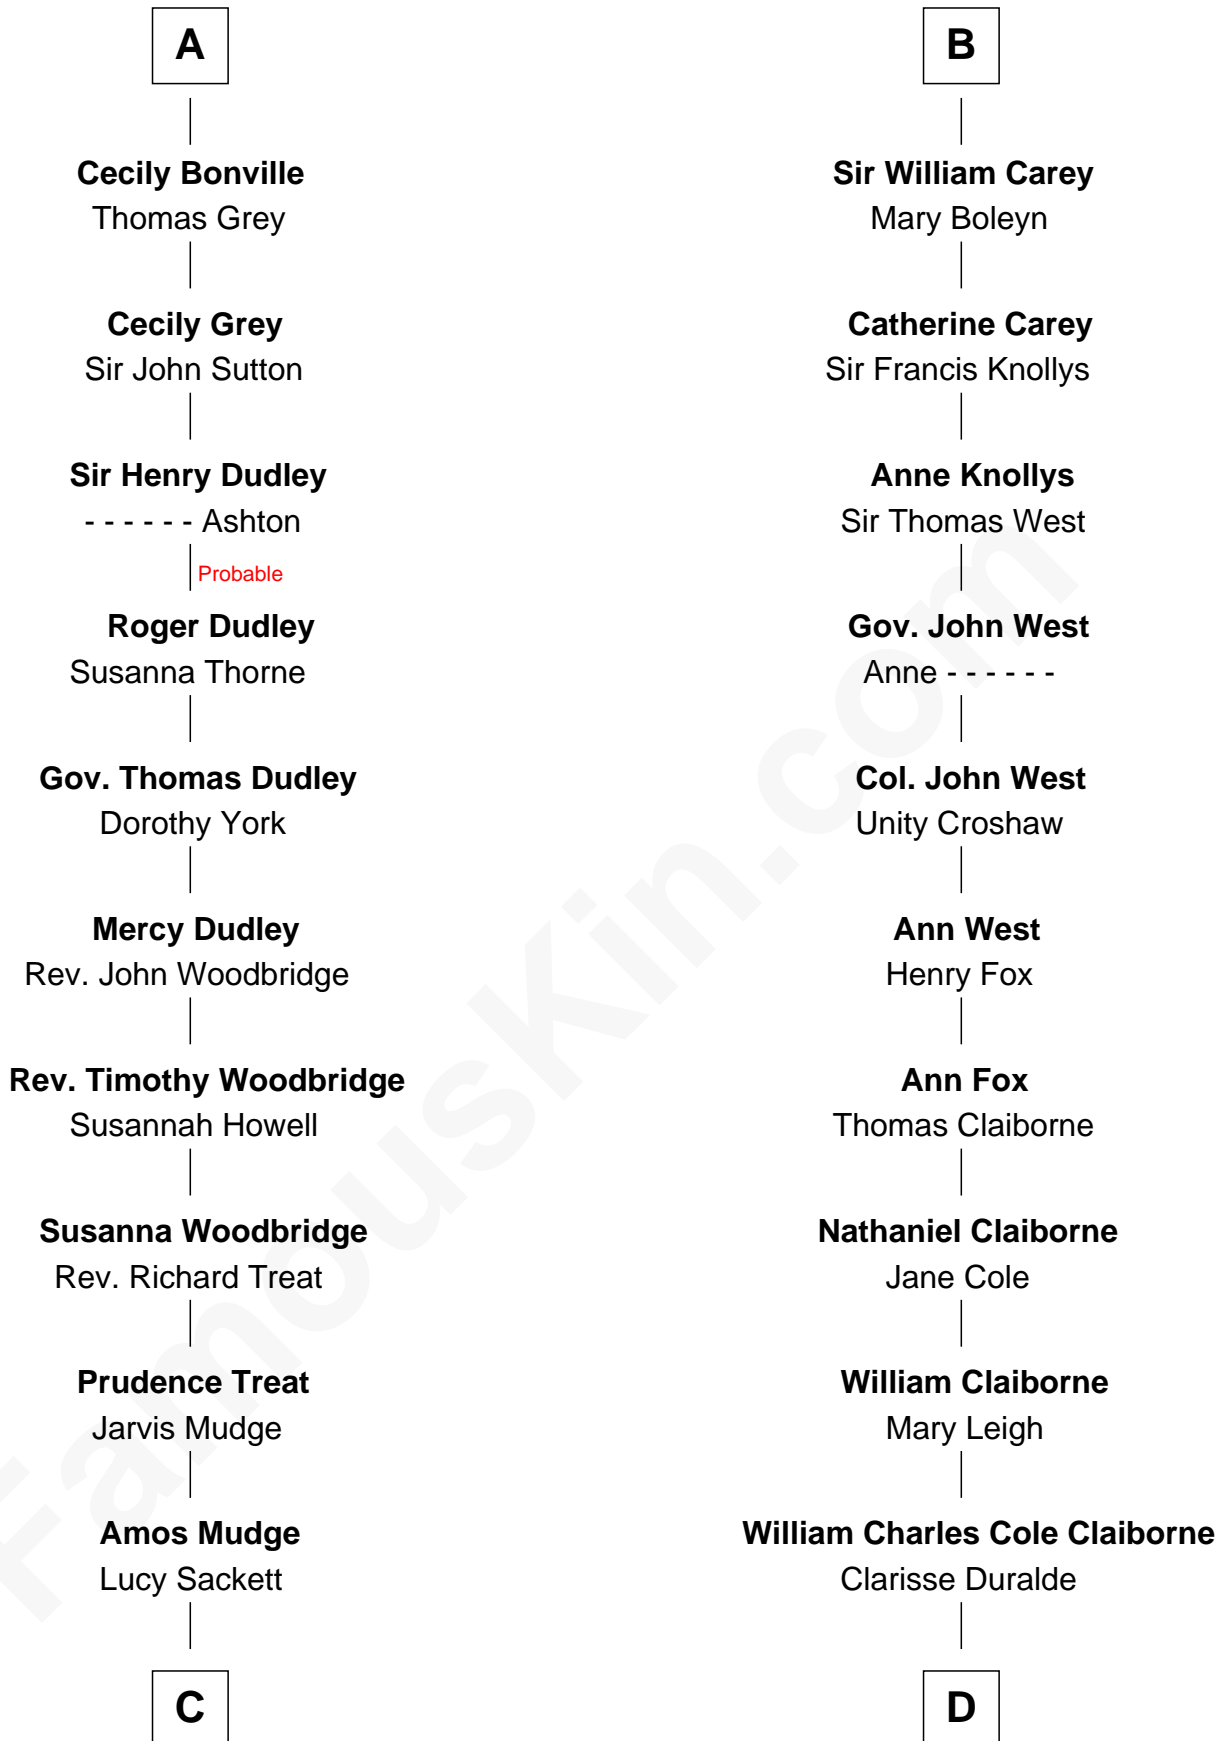 A
Cecily Bonville
Thomas Grey
Cecily Grey
Sir John Sutton
Sir Henry Dudley
- - - - - - Ashton
Probable
Roger Dudley
Susanna Thorne
Gov. Thomas Dudley
Dorothy York
Mercy Dudley
Rev. John Woodbridge
Rev. Timothy Woodbridge
Susannah Howell
Susanna Woodbridge
Rev. Richard Treat
Prudence Treat
Jarvis Mudge
Amos Mudge
Lucy Sackett
C
B
Sir William Carey
Mary Boleyn
Catherine Carey
Sir Francis Knollys
Anne Knollys
Sir Thomas West
Gov. John West
Anne - - - - - -
Col. John West
Unity Croshaw
Ann West
Henry Fox
Ann Fox
Thomas Claiborne
Nathaniel Claiborne
Jane Cole
William Claiborne
Mary Leigh
William Charles Cole Claiborne
Clarisse Duralde
D
FamousKin.com